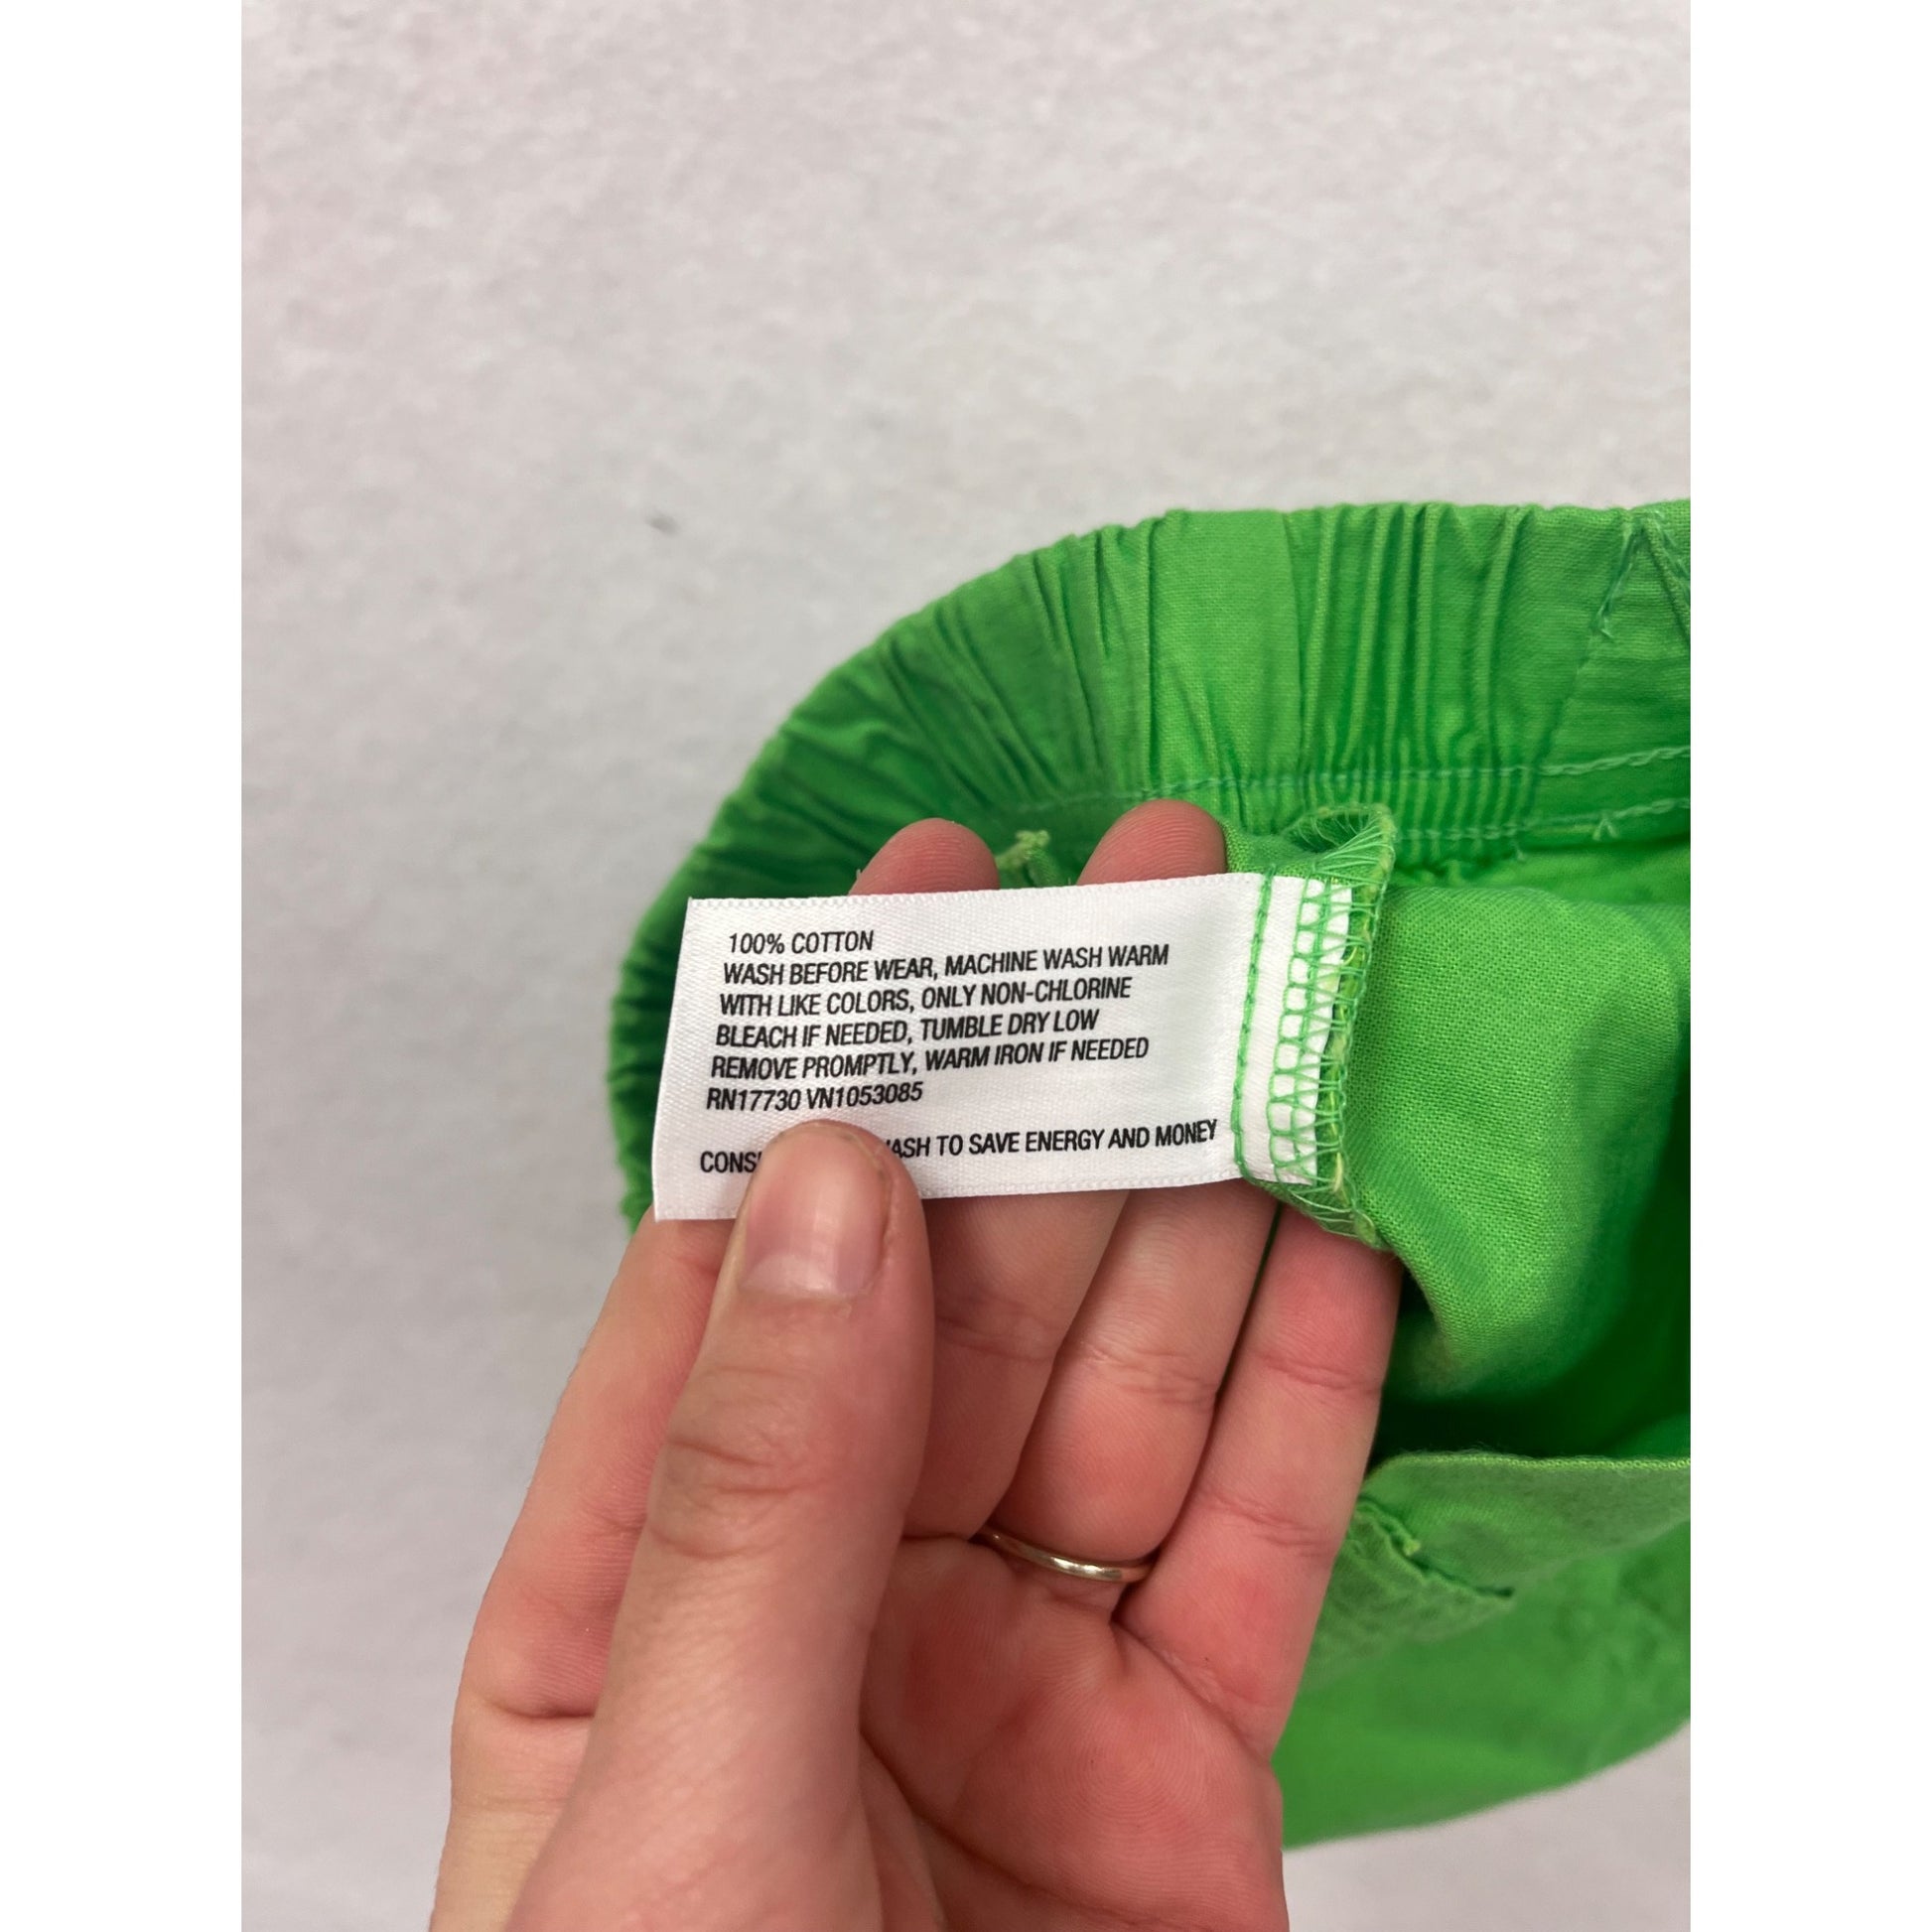 100% COTTON
WASH BEFORE WEAR, MACHINE WASH WARM
WITH LIKE COLORS, ONLY NON-CHLORINE
BLEACH IF NEEDED, TUMBLE DRY LOW
REMOVE PROMPTLY, WARM IRON IF NEEDED
RN17730 VN1053085
TO SAVE ENERGY AND MONEY